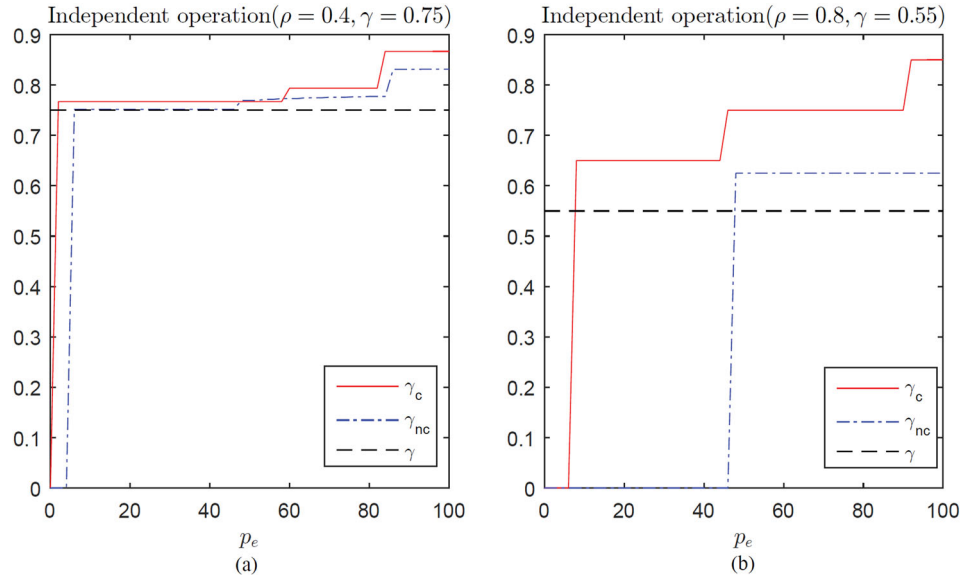 Independent operation(ρ = 0.4, γ = 0.75)
0.9
0.8
0.7
0.6
0.5
0.4
0.3
0.2
0.1
0
0 20 40 60 80 100
γc
γnc
γ
pe
(a)
Independent operation(ρ = 0.8, γ = 0.55)
0.9
0.8
0.7
0.6
0.5
0.4
0.3
0.2
0.1
0
0 20 40 60 80 100
γc
γnc
γ
pe
(b)